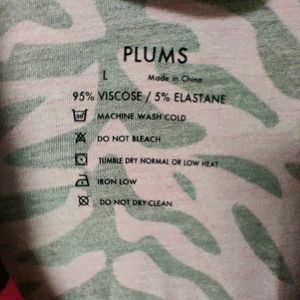 PLUMS
L Made in China
95% VISCOSE / 5% ELASTANE
30 MACHINE WASH COLD
DO NOT BLEACH
TUMBLE DRY NORMAL OR LOW HEAT
IRON LOW
DO NOT DRY CLEAN